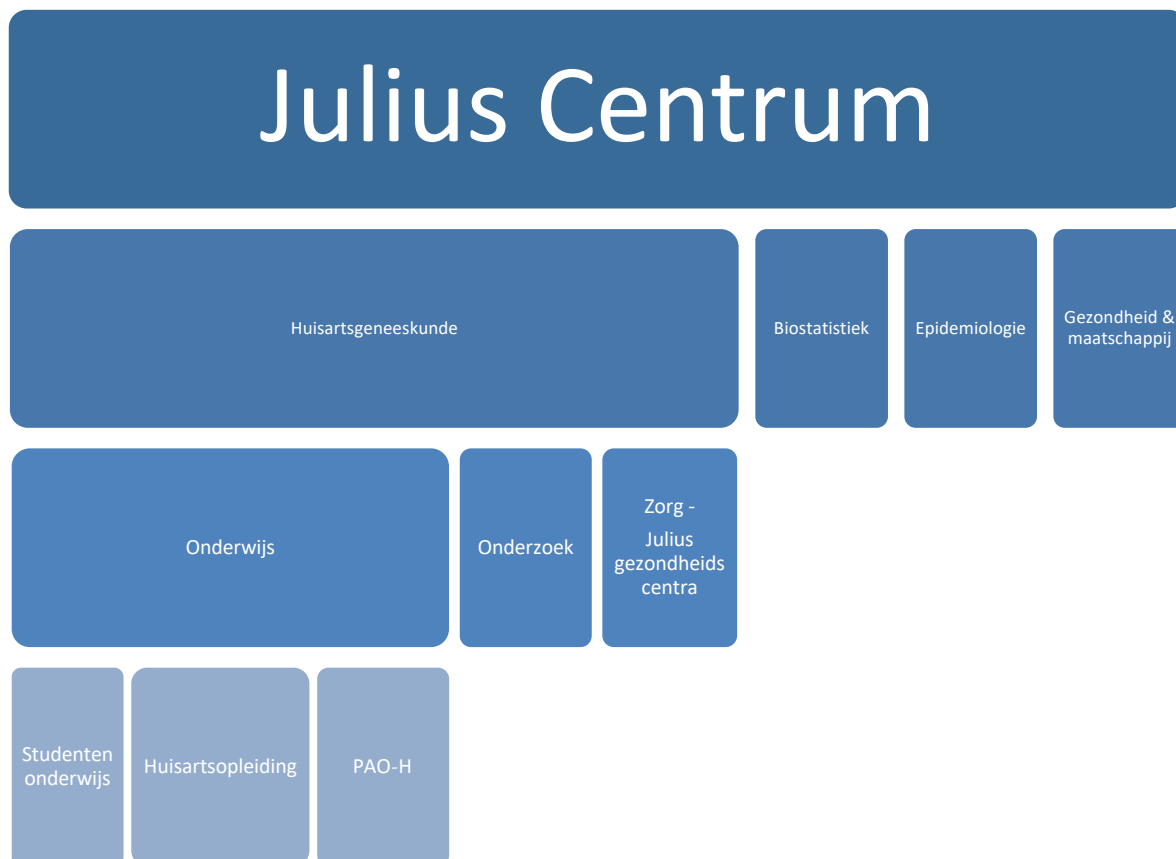 Julius Centrum
Huisartsgeneeskunde
Biostatistiek
Epidemiologie
Gezondheid &
maatschappij
Onderwijs
Onderzoek
Zorg -
Julius
gezondheids
centra
Studenten
onderwijs
Huisartsopleiding
PAO-H